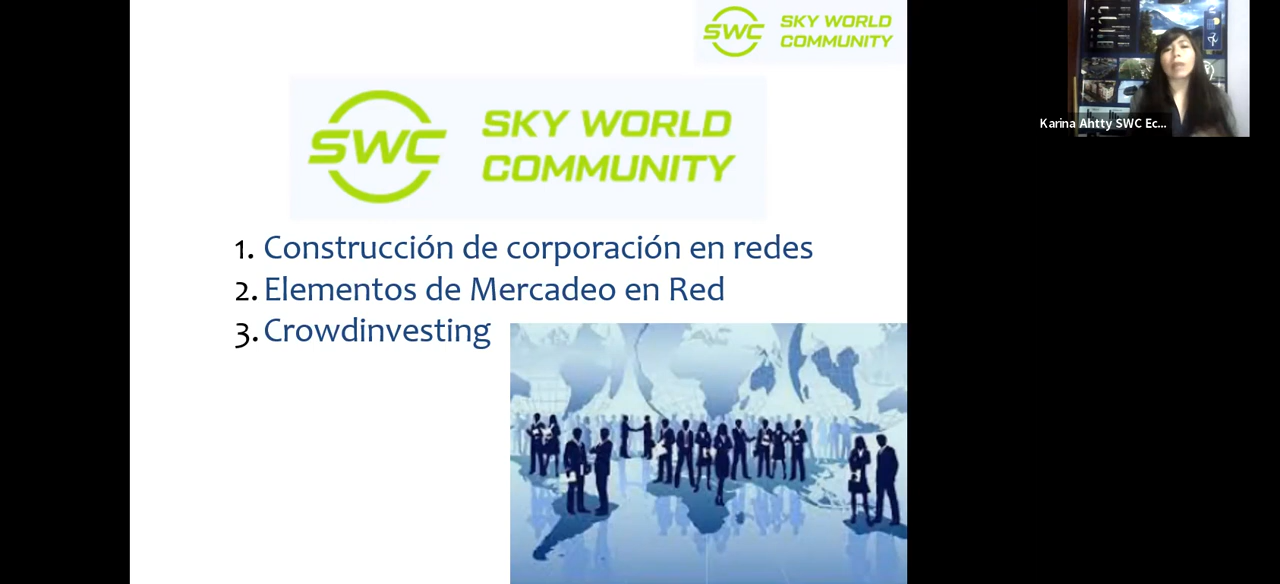 SWC SKY WORLD
COMMUNITY
SWC SKY WORLD
COMMUNITY
Karina Ahtty SWC Ec...
1. Construcción de corporación en redes
2. Elementos de Mercadeo en Red
3. Crowdinvesting